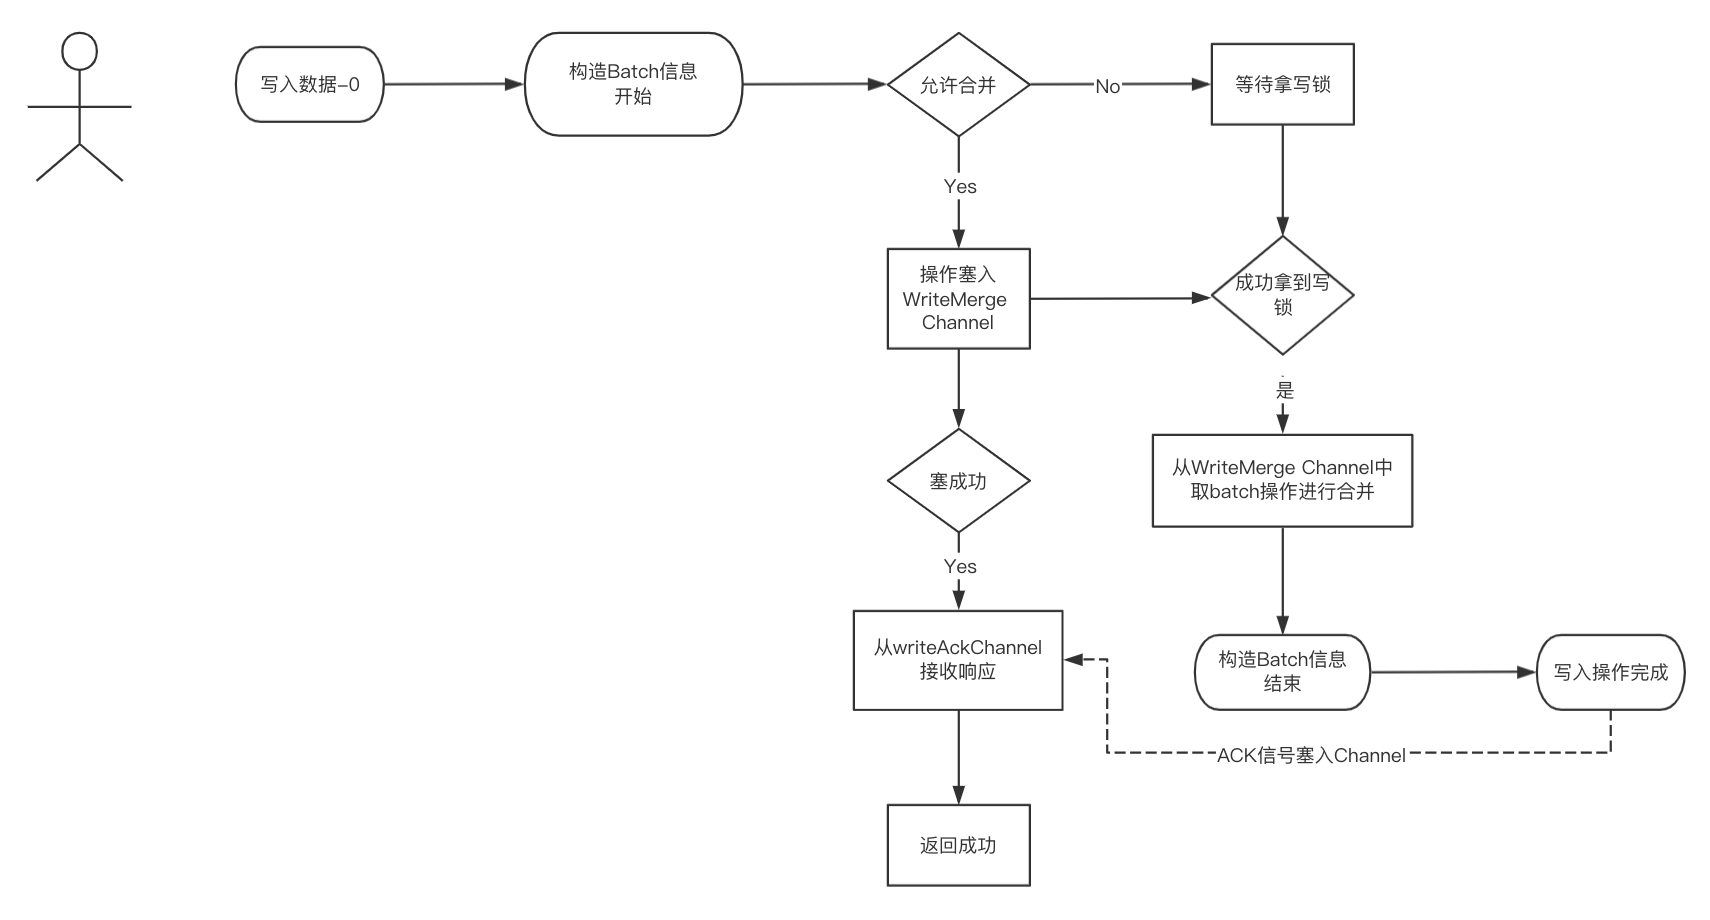 写入数据-0
构造Batch信息
开始
允许合并
No
等待拿写锁
Yes
操作塞入
WriteMerge
Channel
成功拿到写
锁
是
从WriteMerge Channel中
取batch操作进行合并
塞成功
Yes
从writeAckChannel
接收响应
构造Batch信息
结束
写入操作完成
ACK信号塞入Channel
返回成功